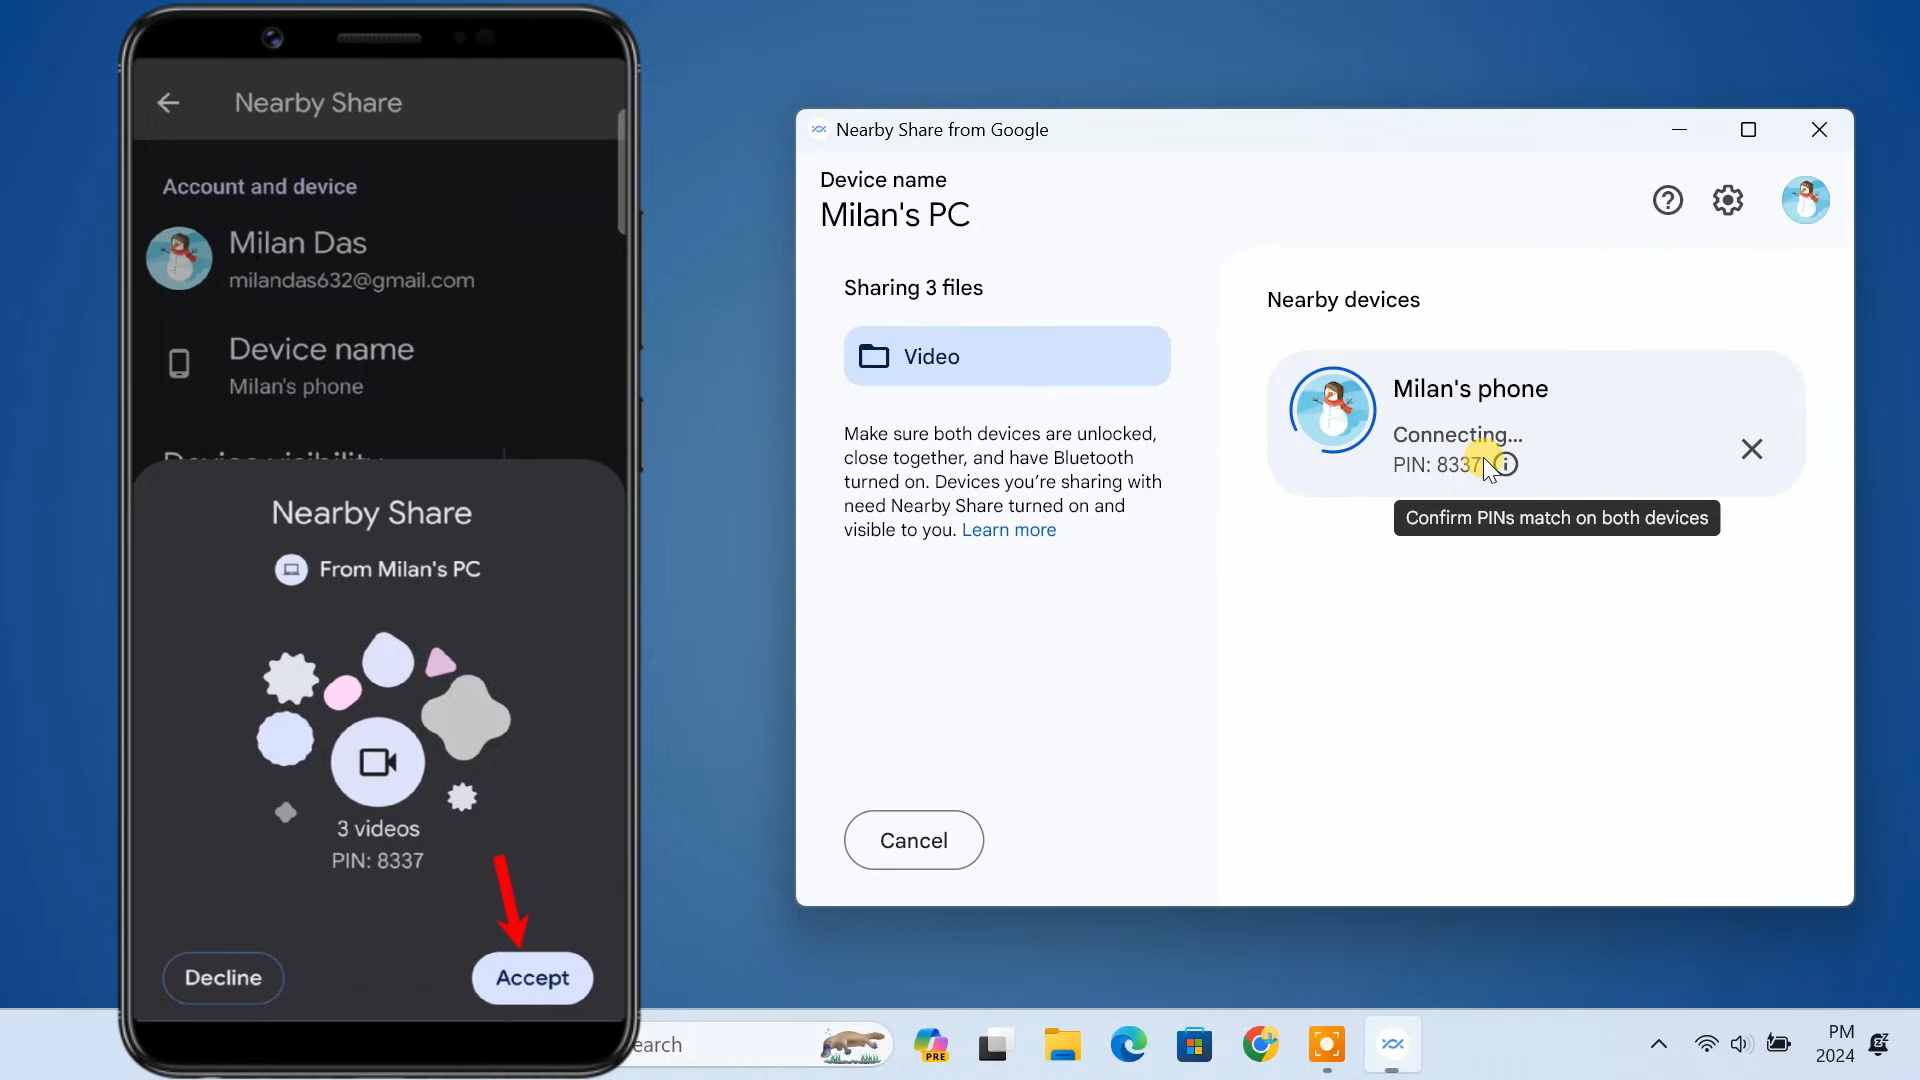 Nearby Share
Account and device
Milan Das
milandas632@gmail.com
Device name
Milan's phone
Device visibility
Nearby Share
From Milan's PC
3 videos
PIN: 8337
Decline
Accept
Nearby Share from Google
Device name
Milan's PC
Sharing 3 files
Video
Make sure both devices are unlocked,
close together, and have Bluetooth
turned on. Devices you're sharing with
need Nearby Share turned on and
visible to you. Learn more
Cancel
Nearby devices
Milan's phone
Connecting...
PIN: 8337
Confirm PINs match on both devices
earch
PRE
PM
2024